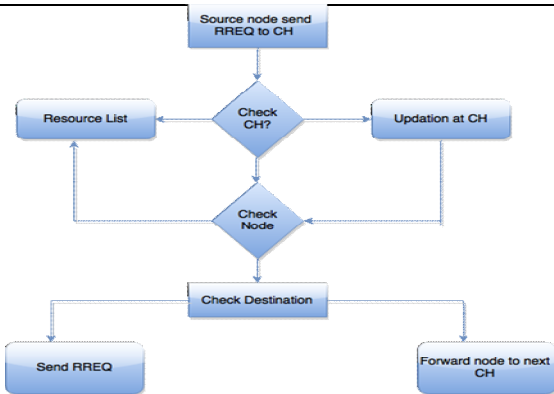 Source node send
RREQ to CH
Check
CH?
Resource List
Updation at CH
Check
Node
Check Destination
Send RREQ
Forward node to next
CH